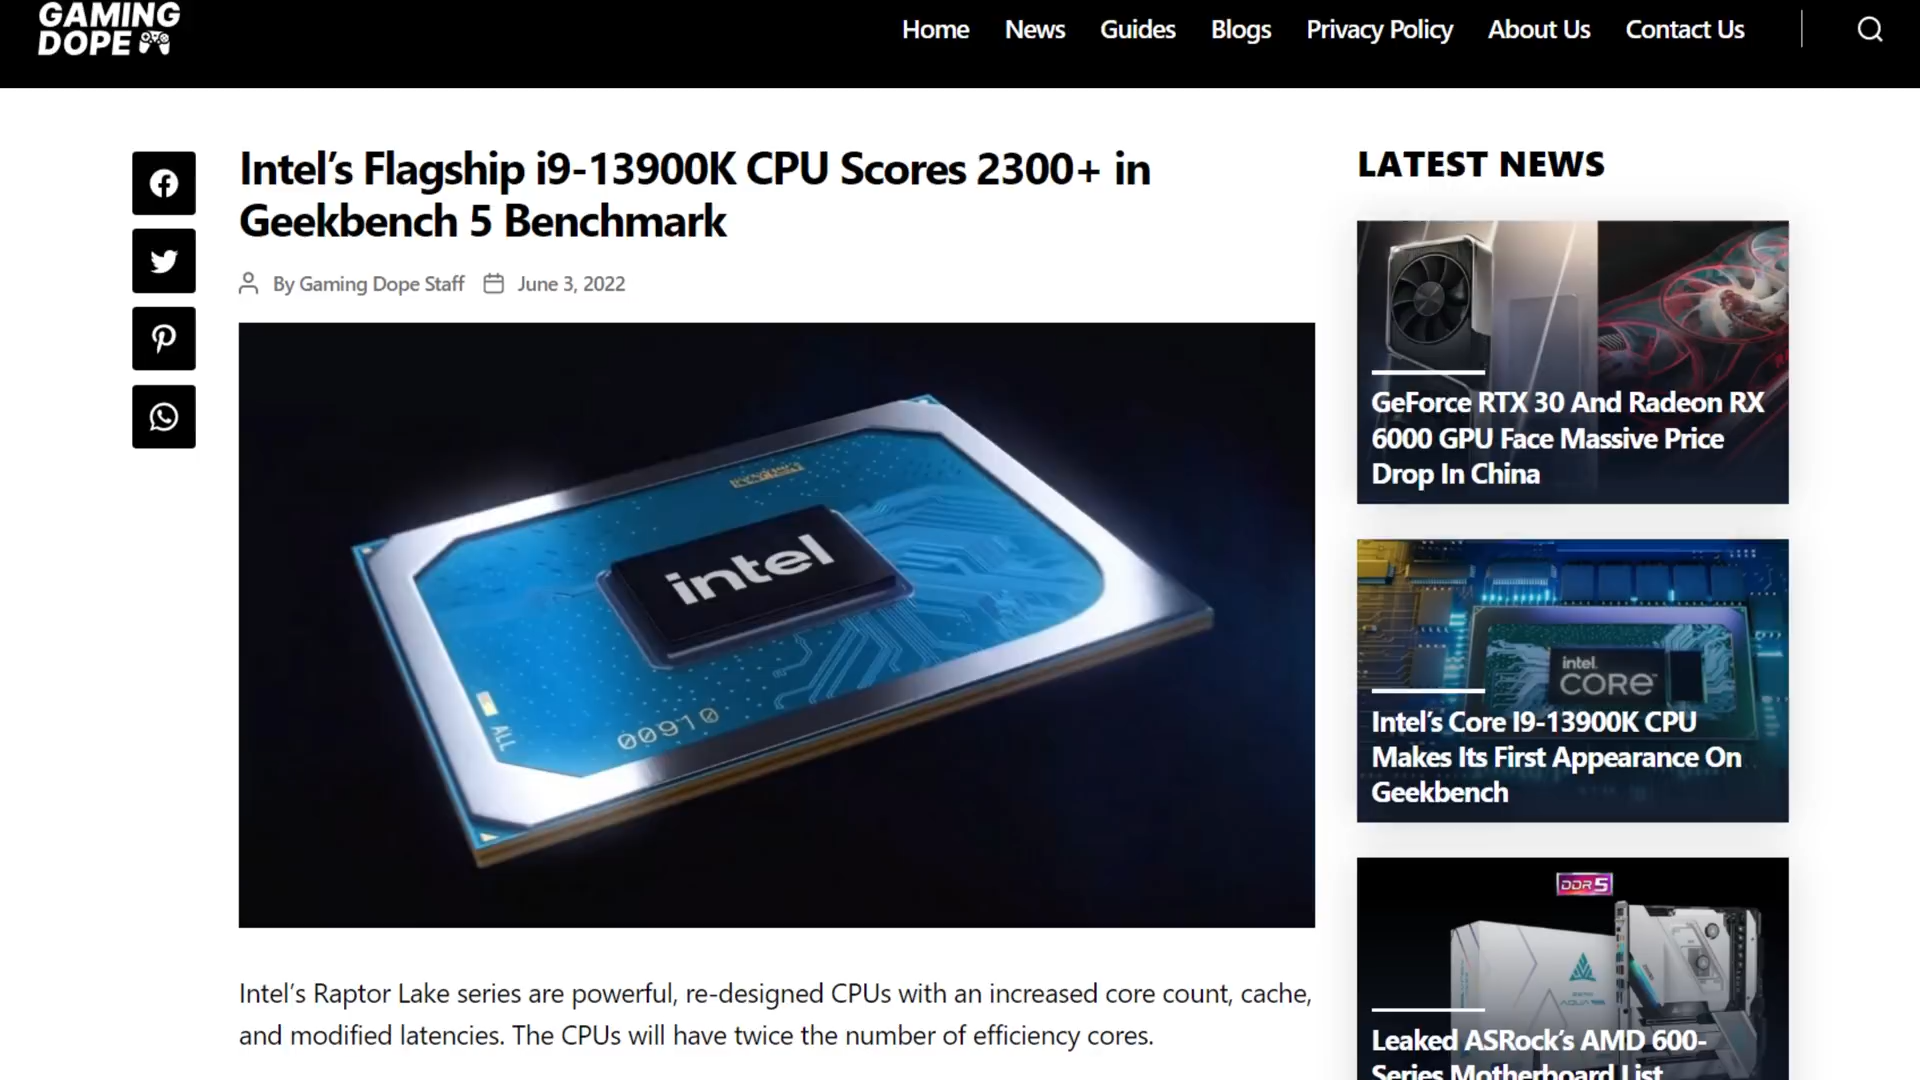 GAMING
DOPE
Home News Guides Blogs Privacy Policy About Us Contact Us
Intel's Flagship i9-13900K CPU Scores 2300+ in
Geekbench 5 Benchmark
By Gaming Dope Staff June 3, 2022
intel
ALL
00910
Intel's Raptor Lake series are powerful, re-designed CPUs with an increased core count, cache,
and modified latencies. The CPUs will have twice the number of efficiency cores.
LATEST NEWS
GeForce RTX 30 And Radeon RX
6000 GPU Face Massive Price
Drop In China
intel
CORE
Intel's Core I9-13900K CPU
Makes Its First Appearance On
Geekbench
DDR5
AQUA
Leaked ASRock's AMD 600-
Series Motherboard List